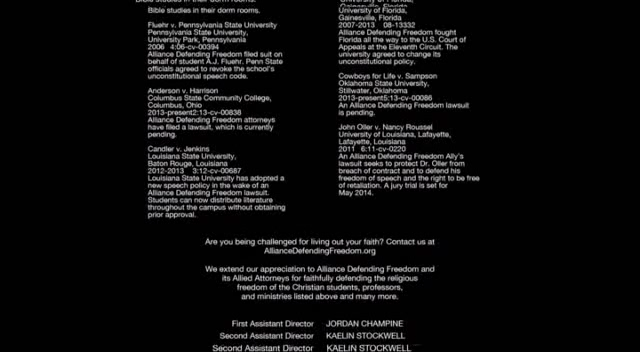 Bible studies in their dorm rooms.
Bible studies in their dorm rooms,
Fluehr v. Pennsylvania State University
Pennsylvania State University,
University Park, Pennsylvania
2006 4:06-cv-00394
Alliance Defending Freedom filed suit on
behalf of student A.J. Fluehr. Penn State
officials agreed to revoke the school's
unconstitutional speech code.
Anderson v. Harrison
Columbus State Community College,
Columbus, Ohio
2013-present2:13-cv-00838
Alliance Defending Freedom attorneys
have filed a lawsuit, which is currently
pending.
Candler v. Jenkins
Louisiana State University,
Baton Rouge, Louisiana
2012-2013 3:12-cv-00687
Louisiana State University has adopted a
new speech policy in the wake of an
Alliance Defending Freedom lawsuit.
Students can now distribute literature
throughout the campus without obtaining
prior approval.
University of Florida,
Gainesville, Florida
Gainesville, Florida
2007-2013 08-13332
Alliance Defending Freedom fought
Florida all the way to the U.S. Court of
Appeals at the Eleventh Circuit. The
university agreed to change its
unconstitutional policy.
Cowboys for Life v. Sampson
Oklahoma State University,
Stillwater, Oklahoma
2013-present5:13-cv-00086
An Alliance Defending Freedom lawsuit
is pending.
John Oller v. Nancy Roussel
University of Louisiana, Lafayette,
Lafayette, Louisiana
2011 6:11-cv-0220
An Alliance Defending Freedom Ally's
lawsuit seeks to protect Dr. Oller from
breach of contract and to defend his
freedom of speech and the right to be free
of retaliation. A jury trial is set for
May 2014.
Are you being challenged for living out your faith? Contact us at
AllianceDefendingFreedom.org
We extend our appreciation to Alliance Defending Freedom and
its Allied Attorneys for faithfully defending the religious
freedom of the Christian students, professors,
and ministries listed above and many more.
First Assistant Director JORDAN CHAMPINE
Second Assistant Director KAELIN STOCKWELL
Second Assistant Director KAELIN STOCKWELL